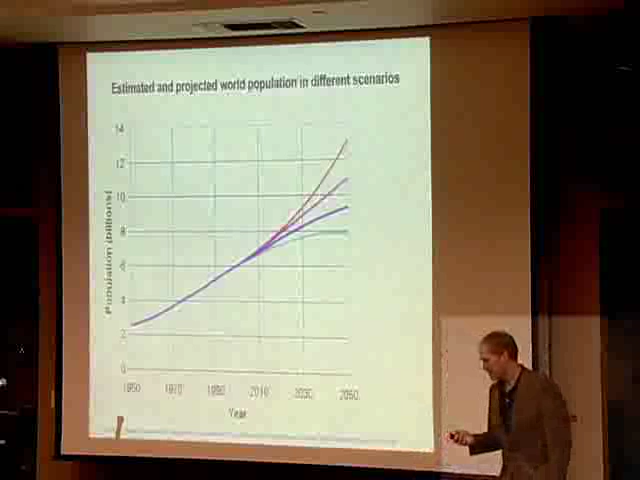 Estimated and projected world population in different scenarios
14
12
10
8
6
4
2
0
Population (billions)
1950 1970 1990 2010 2030 2050
Year